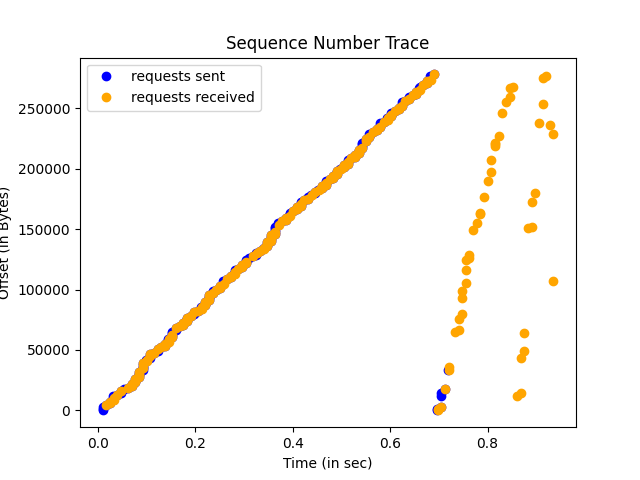 Sequence Number Trace
requests sent
requests received
Offset (in Bytes)
250000
200000
150000
100000
50000
0
0.0 0.2 0.4 0.6 0.8
Time (in sec)